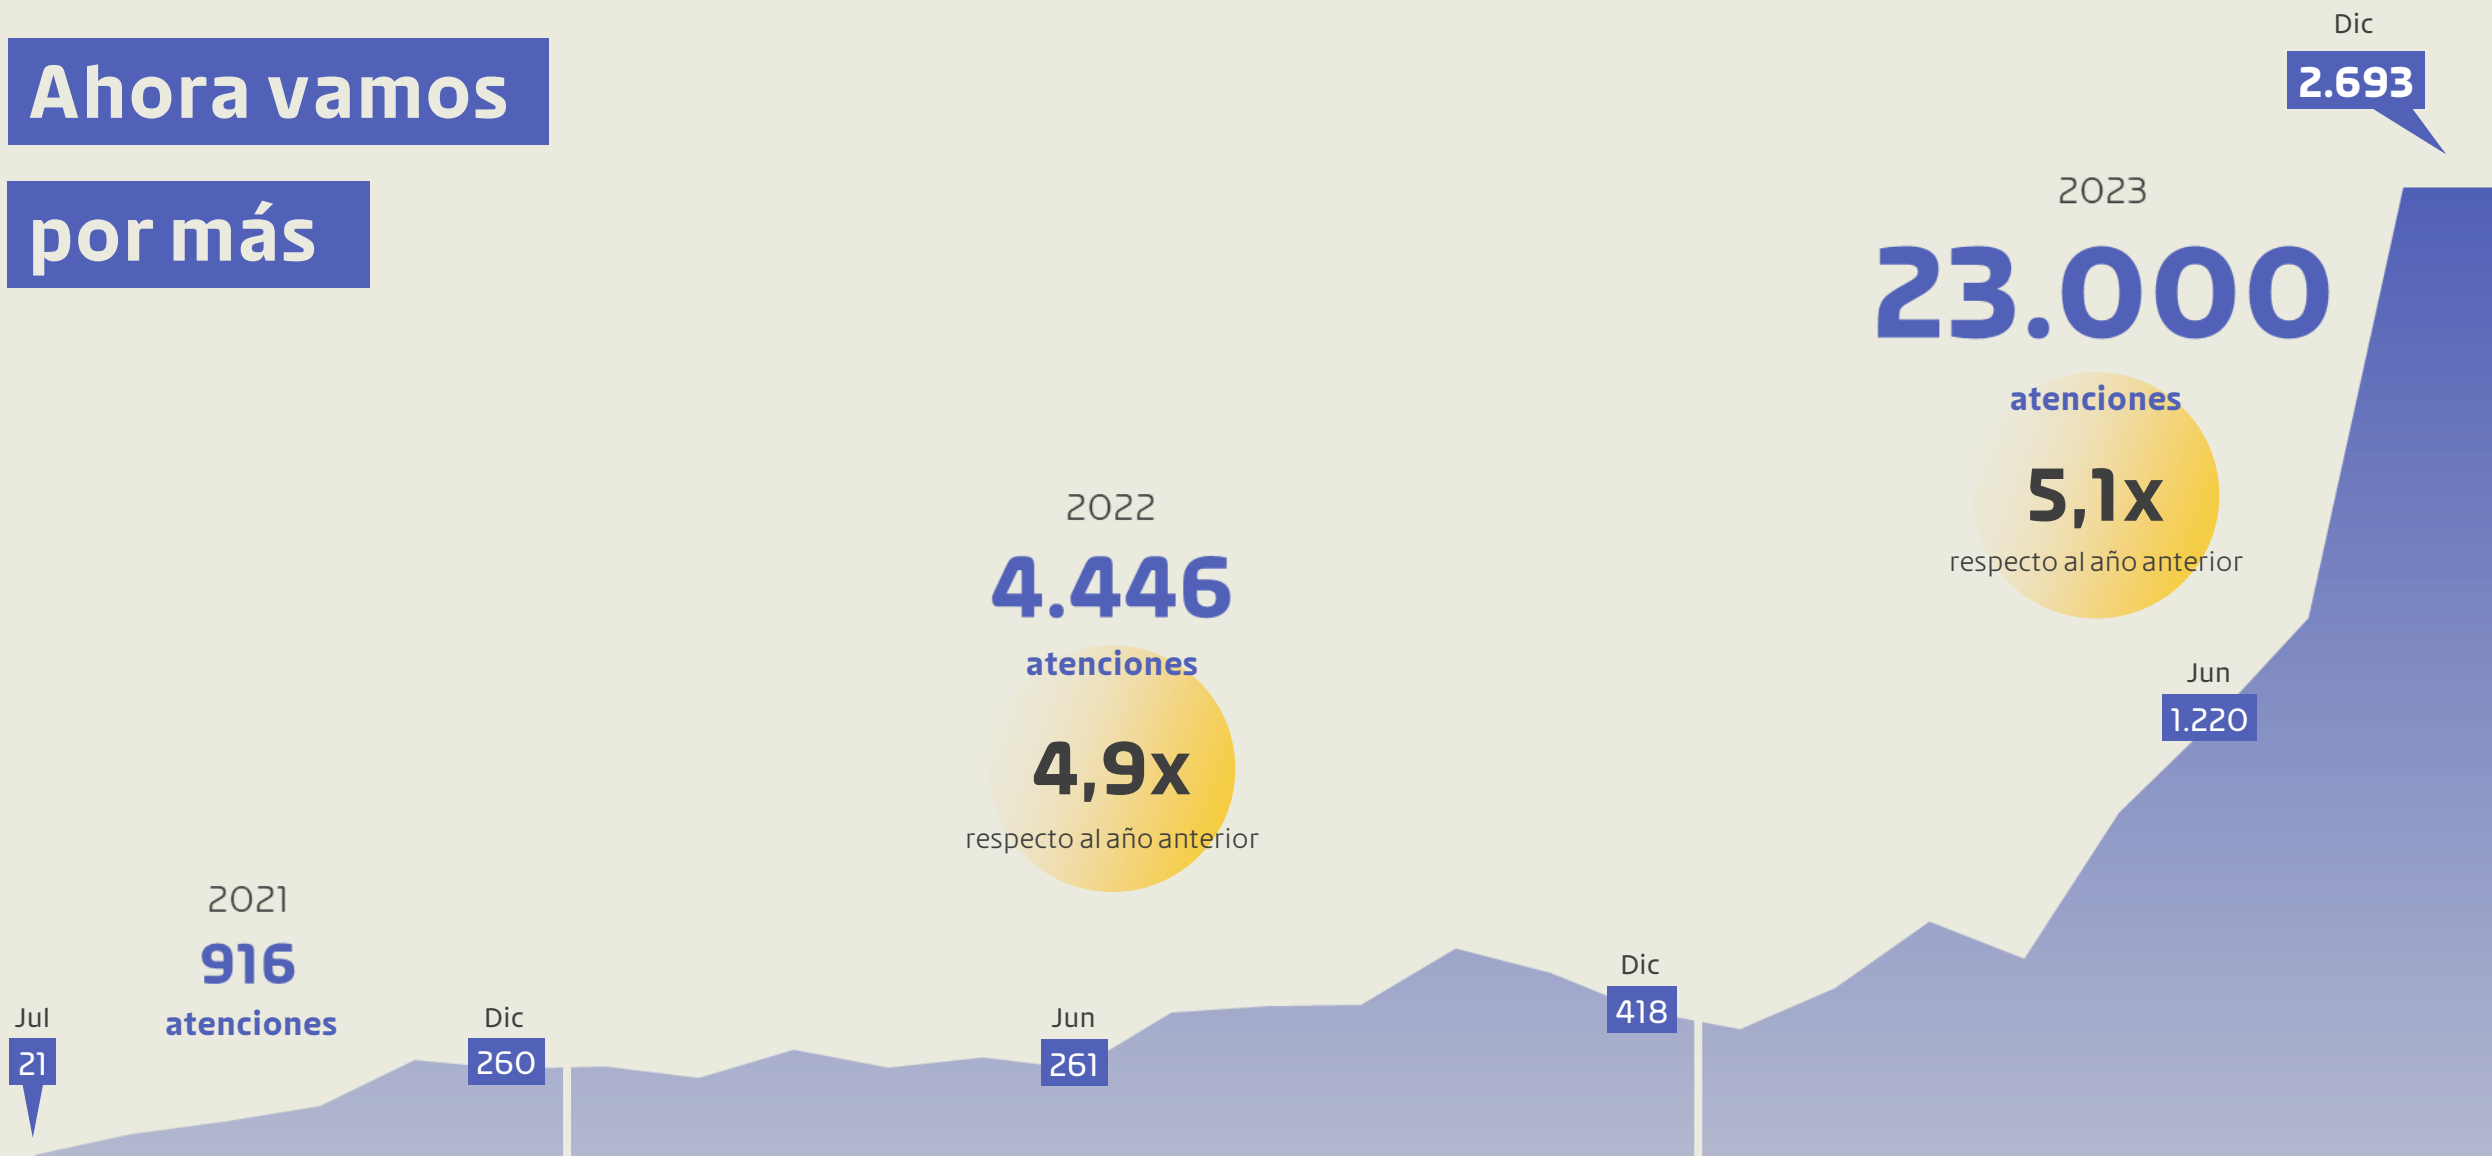 Ahora vamos
por más
Jul
21
2021
916
atenciones
Dic
260
2022
4.446
atenciones
4,9x
respecto al año anterior
Jun
261
Dic
418
2023
23.000
atenciones
5,1x
respecto al año anterior
Jun
1.220
Dic
2.693